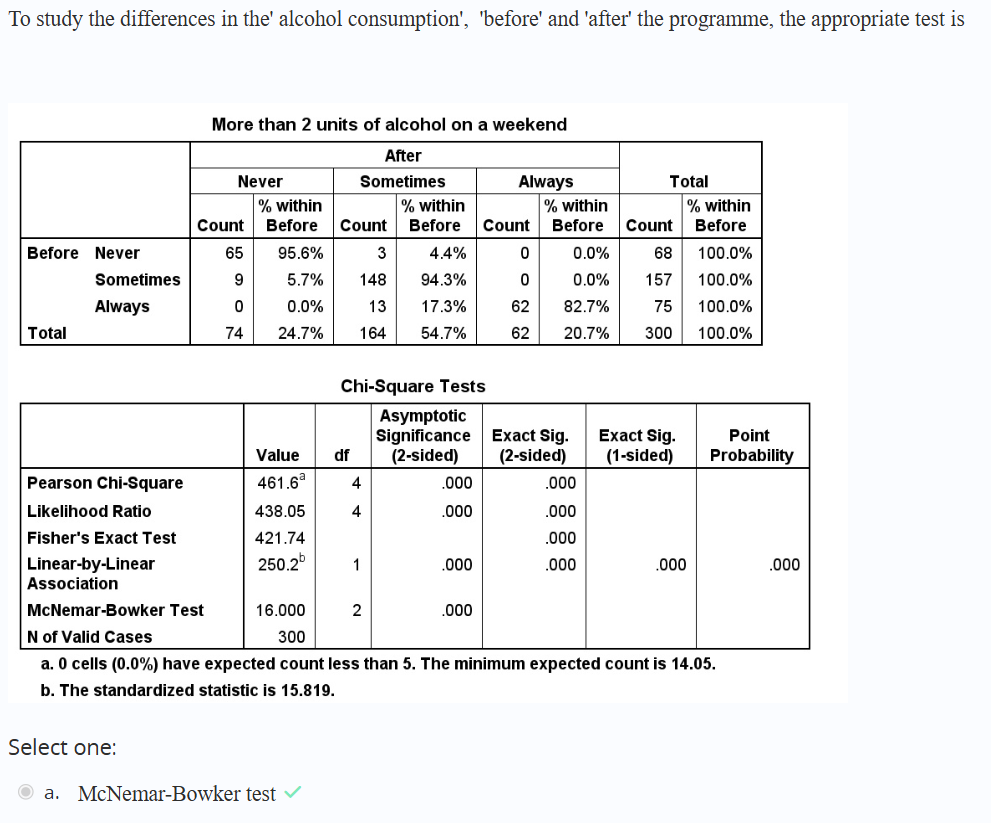 To study the differences in the' alcohol consumption',  'before' and 'after' the programme, the appropriate test is
More than 2 units of alcohol on a weekend
After
Never Sometimes Always Total
% within % within % within % within
Count Before Count Before Count Before Count Before
Before Never 65 95.6% 3 4.4% 0 0.0% 68 100.0%
Sometimes 9 5.7% 148 94.3% 0 0.0% 157 100.0%
Always 0 0.0% 13 17.3% 62 82.7% 75 100.0%
Total 74 24.7% 164 54.7% 62 20.7% 300 100.0%
Chi-Square Tests
Asymptotic
Significance Exact Sig. Exact Sig. Point
Value df (2-sided) (2-sided) (1-sided) Probability
Pearson Chi-Square 461.6a 4 .000 .000
Likelihood Ratio 438.05 4 .000 .000
Fisher's Exact Test 421.74 .000
Linear-by-Linear 250.2b 1 .000 .000 .000 .000
Association
McNemar-Bowker Test 16.000 2 .000
N of Valid Cases 300
a. 0 cells (0.0%) have expected count less than 5. The minimum expected count is 14.05.
b. The standardized statistic is 15.819.
Select one:
a. McNemar-Bowker test ✓